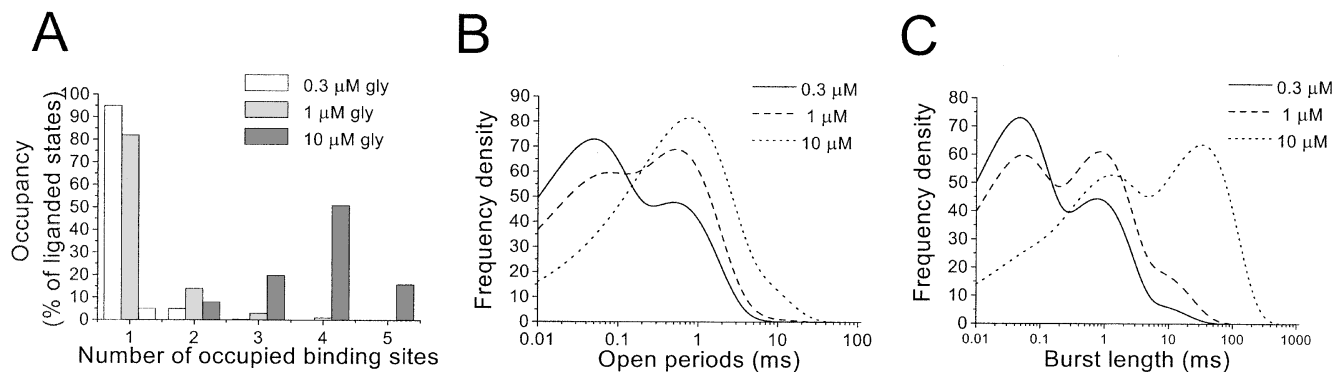 A
0.3 μM gly
1 μM gly
10 μM gly
100
90
80
70
60
50
40
30
20
10
0
Occupancy
(% of liganded states)
1 2 3 4 5
Number of occupied binding sites
B
0.3 μM
1 μM
10 μM
90
80
70
60
50
40
30
20
10
0
Frequency density
0.01 0.1 1 10 100
Open periods (ms)
C
0.3 μM
1 μM
10 μM
80
70
60
50
40
30
20
10
0
Frequency density
0.01 0.1 1 10 100 1000
Burst length (ms)